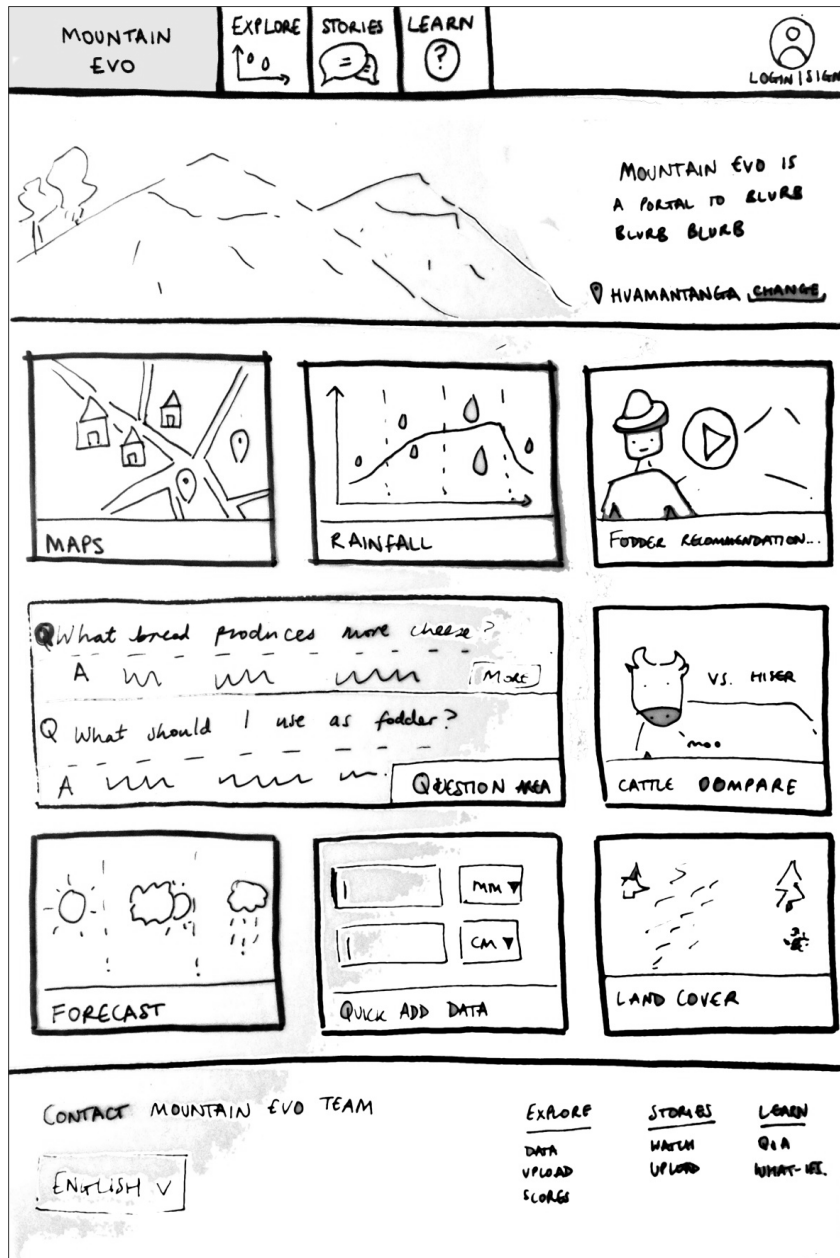 MOUNTAIN
EVO
EXPLORE
STORIES
LEARN
?
LOGIN | SIGN
MOUNTAIN EVO IS
A PORTAL TO BLURB
BLURB BLURB
HUAMANTANGA CHANGE
MAPS
RAINFALL
FODDER RECOMMENDATION...
Q What bread produces more cheese?
A
MORE
Q What should I use as fodder?
A
QUESTION AREA
VS. HISER
moo
CATTLE COMPARE
FORECAST
MM ▼
CM ▼
QUICK ADD DATA
LAND COVER
CONTACT MOUNTAIN EVO TEAM
ENGLISH V
EXPLORE
DATA
UPLOAD
SCORES
STORIES
WATCH
UPLOAD
LEARN
Q&A
WHAT-IFS.